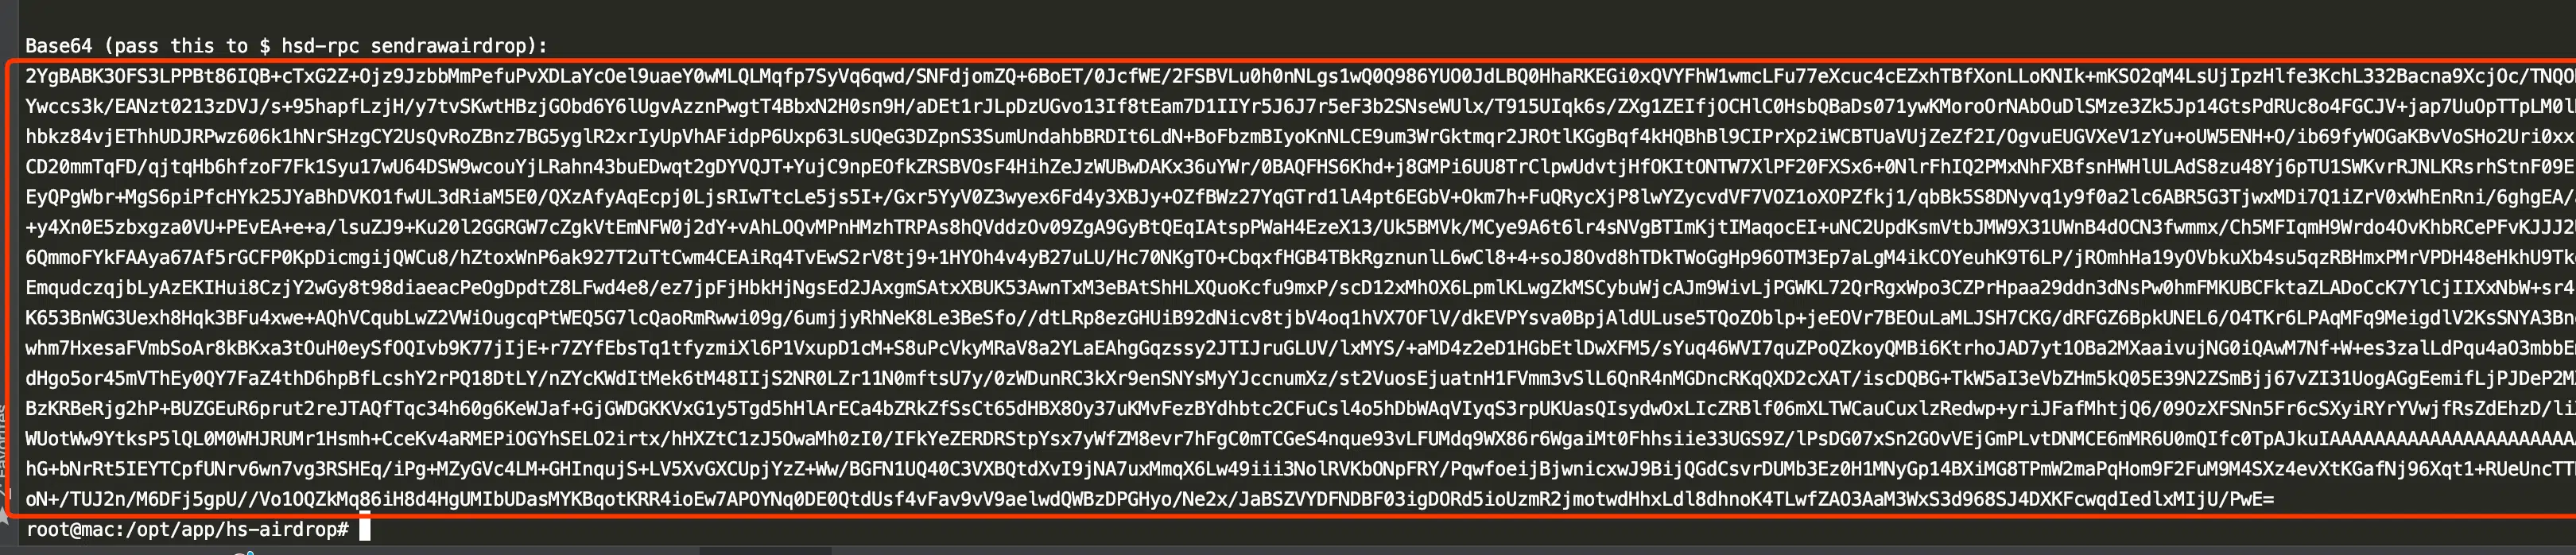 Base64 (pass this to $ hsd-rpc sendrawairdrop):
2YgBABK3OFS3LPPBt86IQB+cTxG2Z+Ojz9JzbbMmPefuPvXDLaYcOel9uaeY0wMLQLMqfp7SyVq6qwd/SNFdjomZQ+6BoET/0JcfWE/2FSBVLu0h0nNLgs1wQ0Q986YUO0JdLBQ0HhaRKEGi0xQVYFhW1wmcLFu77eXcuc4cEZxhTBfXonLLoKNIk+mKSO2qM4LsUjIpzHlfe3KchL332Bacna9XcjOc/TNQO
Ywccs3k/EANzt0213zDVJ/s+95hapfLzjH/y7tvSKwtHBzjGObd6Y6lUgvAzznPwgtT4BbxN2H0sn9H/aDEt1rJLpDzUGvo13If8tEam7D1IIYr5J6J7r5eF3b2SNseWUlx/T915UIqk6s/ZXg1ZEIfjOCHlC0HsbQBaDs071ywKMoroOrNAbOuDlSMze3Zk5Jp14GtsPdRUc8o4FGCJV+jap7UuOpTTpLM0l
hbkz84vjEThhUDJRPwz606k1hNrSHzgCY2UsQvRoZBnz7BG5yglR2xrIyUpVhAFidpP6Uxp63LsUQeG3DZpnS3SumUndahbBRDIt6LdN+BoFbzmBIyoKnNLCE9um3WrGktmqr2JROtlKGgBqf4kHQBhBl9CIPrXp2iWCBTUaVUjZeZf2I/OgvuEUGVXeV1zYu+oUW5ENH+O/ib69fyWOGaKBvVoSHo2Uri0xx
CD20mmTqFD/qjtqHb6hfzoF7Fk1Syu17wU64DSW9wcouYjLRahn43buEDwqt2gDYVQJT+YujC9npEOfkZRSBVOsF4HihZeJzWUBwDAKx36uYWr/0BAQFHS6Khd+j8GMPi6UU8TrClpwUdvtjHfOKItONTW7XlPF20FXSx6+0NlrFhIQ2PMxNhFXBfsnHWHlULAdS8zu48Yj6pTU1SWKvrRJNLKRsrhStnF09E
EyQPgWbr+MgS6piPfcHYk25JYaBhDVKO1fwUL3dRiaM5E0/QXzAfyAqEcpj0LjsRIwTtcLe5js5I+/Gxr5YyV0Z3wyex6Fd4y3XBJy+OZfBWz27YqGTrd1lA4pt6EGbV+Okm7h+FuQRycXjP8lwYZycvdVF7VOZ1oXOPZfkj1/qbBk5S8DNyvq1y9f0a2lc6ABR5G3TjwxMDi7Q1iZrV0xWhEnRni/6ghgEA/
+y4Xn0E5zbxgza0VU+PEvEA+e+a/lsuZJ9+Ku20l2GGRGW7cZgkVtEmNFW0j2dY+vAhLOQvMPnHMzhTRPAs8hQVddzOv09ZgA9GyBtQEqIAtspPWaH4EzeX13/Uk5BMVk/MCye9A6t6lr4sNVgBTImKjtIMaqocEI+uNC2UpdKsmVtbJMW9X31UWnB4dOCN3fwmmx/Ch5MFIqmH9Wrdo4OvKhbRCePFvKJJJ2
6QmmoFYkFAAya67Af5rGCFP0KpDicmgijQWCu8/hZtoxWnP6ak927T2uTtCwm4CEAiRq4TvEwS2rV8tj9+1HYOh4v4yB27uLU/Hc70NKgTO+CbqxfHGB4TBkRgznunlL6wCl8+4+soJ8Ovd8hTDkTWoGgHp96OTM3Ep7aLgM4ikCOYeuhK9T6LP/jROmhHa19yOVbkuXb4su5qzRBHmxPMrVPDH48eHkhU9Tk
EmqudczqjbLyAzEKIHui8CzjY2wGy8t98diaeacPeOgDpdtZ8LFwd4e8/ez7jpFjHbkHjNgsEd2JAxgmSAtxXBUK53AwnTxM3eBAtShHLXQuoKcfu9mxP/scD12xMhOX6LpmlKLwgZkMSCybuWjcAJm9WivLjPGWKL72QrRgxWpo3CZPrHpaa29ddn3dNsPw0hmFMKUBCFktaZLADoCcK7YlCjIIXxNbW+sr4
K653BnWG3Uexh8Hqk3BFu4xwe+AQhVCqubLwZ2VWiOugcqPtWEQ5G7lcQaoRmRwwi09g/6umjjyRhNeK8Le3BeSfo//dtLRp8ezGHUiB92dNicv8tjbV4oq1hVX7OFlV/dkEVPYsva0BpjAldULuse5TQoZOblp+jeEOVr7BEOuLaMLJSH7CKG/dRFGZ6BpkUNEL6/O4TKr6LPAqMFq9MeigdlV2KsSNYA3Bn
whm7HxesaFVmbSoAr8kBKxa3tOuH0eySfOQIvb9K77jIjE+r7ZYfEbsTq1tfyzmiXl6P1VxupD1cM+S8uPcVkyMRaV8a2YLaEAhgGqzssy2JTIJruGLUV/lxMYS/+aMD4z2eD1HGbEtlDwXFM5/sYuq46WVI7quZPoQZkoyQMBi6KtrhoJAD7yt1OBa2MXaaivujNG0iQAwM7Nf+W+es3zalLdPqu4aO3mbbE
dHgo5or45mVThEy0QY7FaZ4thD6hpBfLcshY2rPQ18DtLY/nZYcKWdItMek6tM48IIjS2NR0LZr11N0mftsU7y/0zWDunRC3kXr9enSNYsMyYJccnumXz/st2VuosEjuatnH1FVmm3vSlL6QnR4nMGDncRKqQXD2cXAT/iscDQBG+TkW5aI3eVbZHm5kQ05E39N2ZSmBjj67vZI31UogAGgEemifLjPJDeP2M
BzKRBeRjg2hP+BUZGEuR6prut2reJTAQfTqc34h60g6KeWJaf+GjGWDGKKVxG1y5Tgd5hHlArECa4bZRkZfSsCt65dHBX8Oy37uKMvFezBYdhbtc2CFuCsl4o5hDbWAqVIyqS3rpUKUasQIsydwOxLIcZRBlf06mXLTWCauCuxlzRedwp+yriJFafMhtjQ6/09OzXFSNn5Fr6cSXyiRYrYVwjfRsZdEhzD/li
WUotWw9YtksP5lQL0M0WHJRUMr1Hsmh+CceKv4aRMEPiOGYhSELO2irtx/hHXZtC1zJ5OwaMh0zI0/IFkYeZERDRStpYsx7yWfZM8evr7hFgC0mTCGeS4nque93vLFUMdq9WX86r6WgaiMt0Fhhsiie33UGS9Z/lPsDG07xSn2GOvVEjGmPLvtDNMCE6mMR6U0mQIfc0TpAJkuIAAAAAAAAAAAAAAAAAAAAAAA
hG+bNrRt5IEYTCpfUNrv6wn7vg3RSHEq/iPg+MZyGVc4LM+GHInqujS+LV5XvGXCUpjYzZ+Ww/BGFN1UQ40C3VXBQtdXvI9jNA7uxMmqX6Lw49iii3NolRVKbONpFRY/PqwfoeijBjwnicxwJ9BijQGdCsvrDUMb3Ez0H1MNyGp14BXiMG8TPmW2maPqHom9F2FuM9M4SXz4evXtKGafNj96Xqt1+RUeUncTT
oN+/TUJ2n/M6DFj5gpU//Vo1OQZkMq86iH8d4HgUMIbUDasMYKBqotKRR4ioEw7APOYNq0DE0QtdUsf4vFav9vV9aelwdQWBzDPGHyo/Ne2x/JaBSZVYDFNDBF03igDORd5ioUzmR2jmotwdHhxLdl8dhnoK4TLwfZAO3AaM3WxS3d968SJ4DXKFcwqdIedlxMIjU/PwE=
root@mac:/opt/app/hs-airdrop#